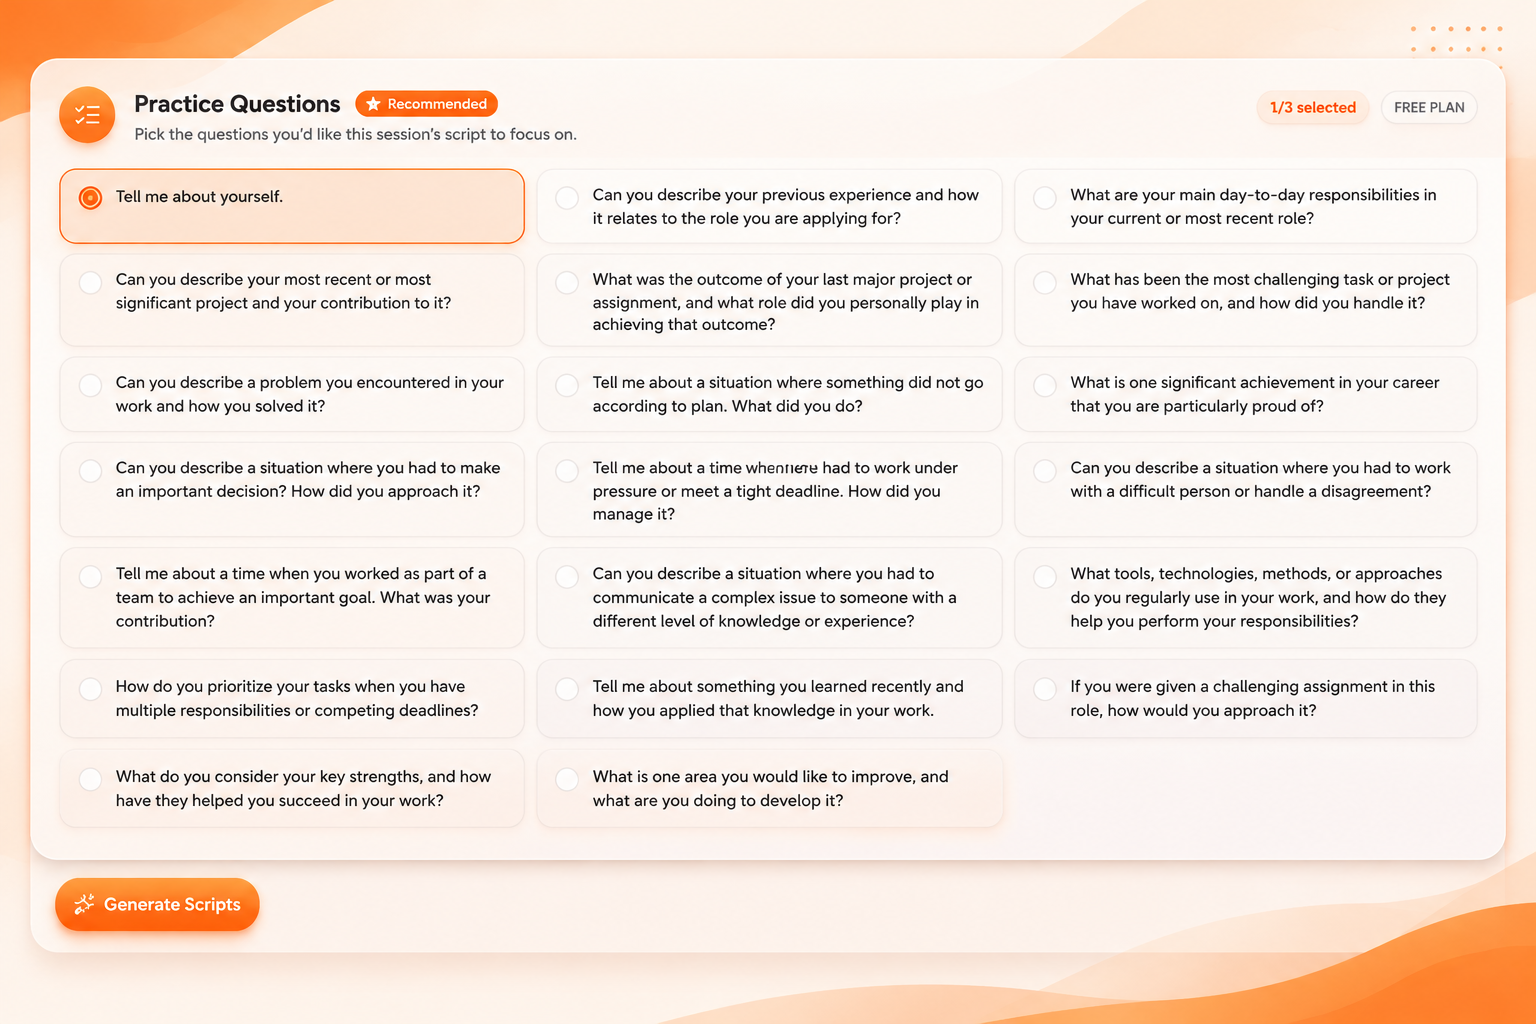 Practice Questions
Recommended
Pick the questions you'd like this session's script to focus on.
1/3 selected
FREE PLAN
Tell me about yourself.
Can you describe your previous experience and how
it relates to the role you are applying for?
What are your main day-to-day responsibilities in
your current or most recent role?
Can you describe your most recent or most
significant project and your contribution to it?
What was the outcome of your last major project or
assignment, and what role did you personally play in
achieving that outcome?
What has been the most challenging task or project
you have worked on, and how did you handle it?
Can you describe a problem you encountered in your
work and how you solved it?
Tell me about a situation where something did not go
according to plan. What did you do?
What is one significant achievement in your career
that you are particularly proud of?
Can you describe a situation where you had to make
an important decision? How did you approach it?
Tell me about a time had to work under
pressure or meet a tight deadline. How did you
manage it?
Can you describe a situation where you had to work
with a difficult person or handle a disagreement?
Tell me about a time when you worked as part of a
team to achieve an important goal. What was your
contribution?
Can you describe a situation where you had to
communicate a complex issue to someone with a
different level of knowledge or experience?
What tools, technologies, methods, or approaches
do you regularly use in your work, and how do they
help you perform your responsibilities?
How do you prioritize your tasks when you have
multiple responsibilities or competing deadlines?
Tell me about something you learned recently and
how you applied that knowledge in your work.
If you were given a challenging assignment in this
role, how would you approach it?
What do you consider your key strengths, and how
have they helped you succeed in your work?
What is one area you would like to improve, and
what are you doing to develop it?
Generate Scripts